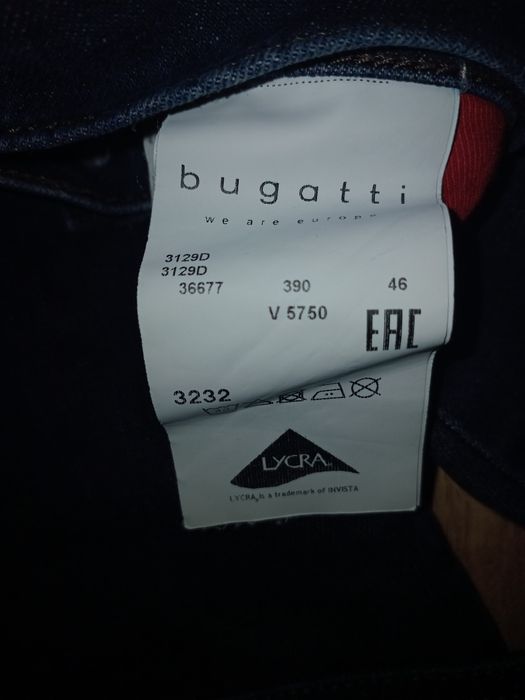 bugatti
we are europe
3129D
3129D
36677 390 46
V 5750
EAC
3232
LYCRA
LYCRA is a trademark of INVISTA